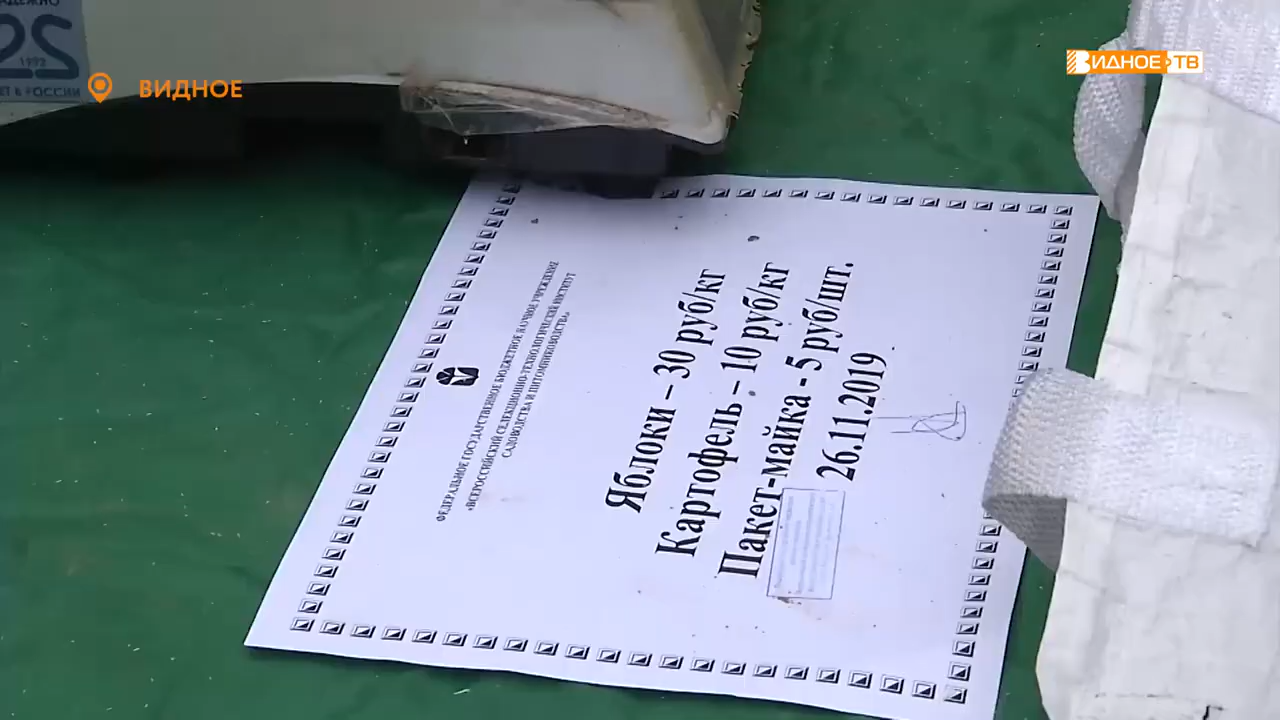 ВИДНОЕ
ВИДНОЕ ТВ
1992
ФЕДЕРАЛЬНОЕ ГОСУДАРСТВЕННОЕ БЮДЖЕТНОЕ НАУЧНОЕ УЧРЕЖДЕНИЕ
«ВСЕРОССИЙСКИЙ СЕЛЕКЦИОННО-ТЕХНОЛОГИЧЕСКИЙ ИНСТИТУТ
САДОВОДСТВА И ПИТОМНИКОВОДСТВА»
Яблоки – 30 руб/кг
Картофель – 10 руб/кг
Пакет-майка - 5 руб/шт.
26.11.2019